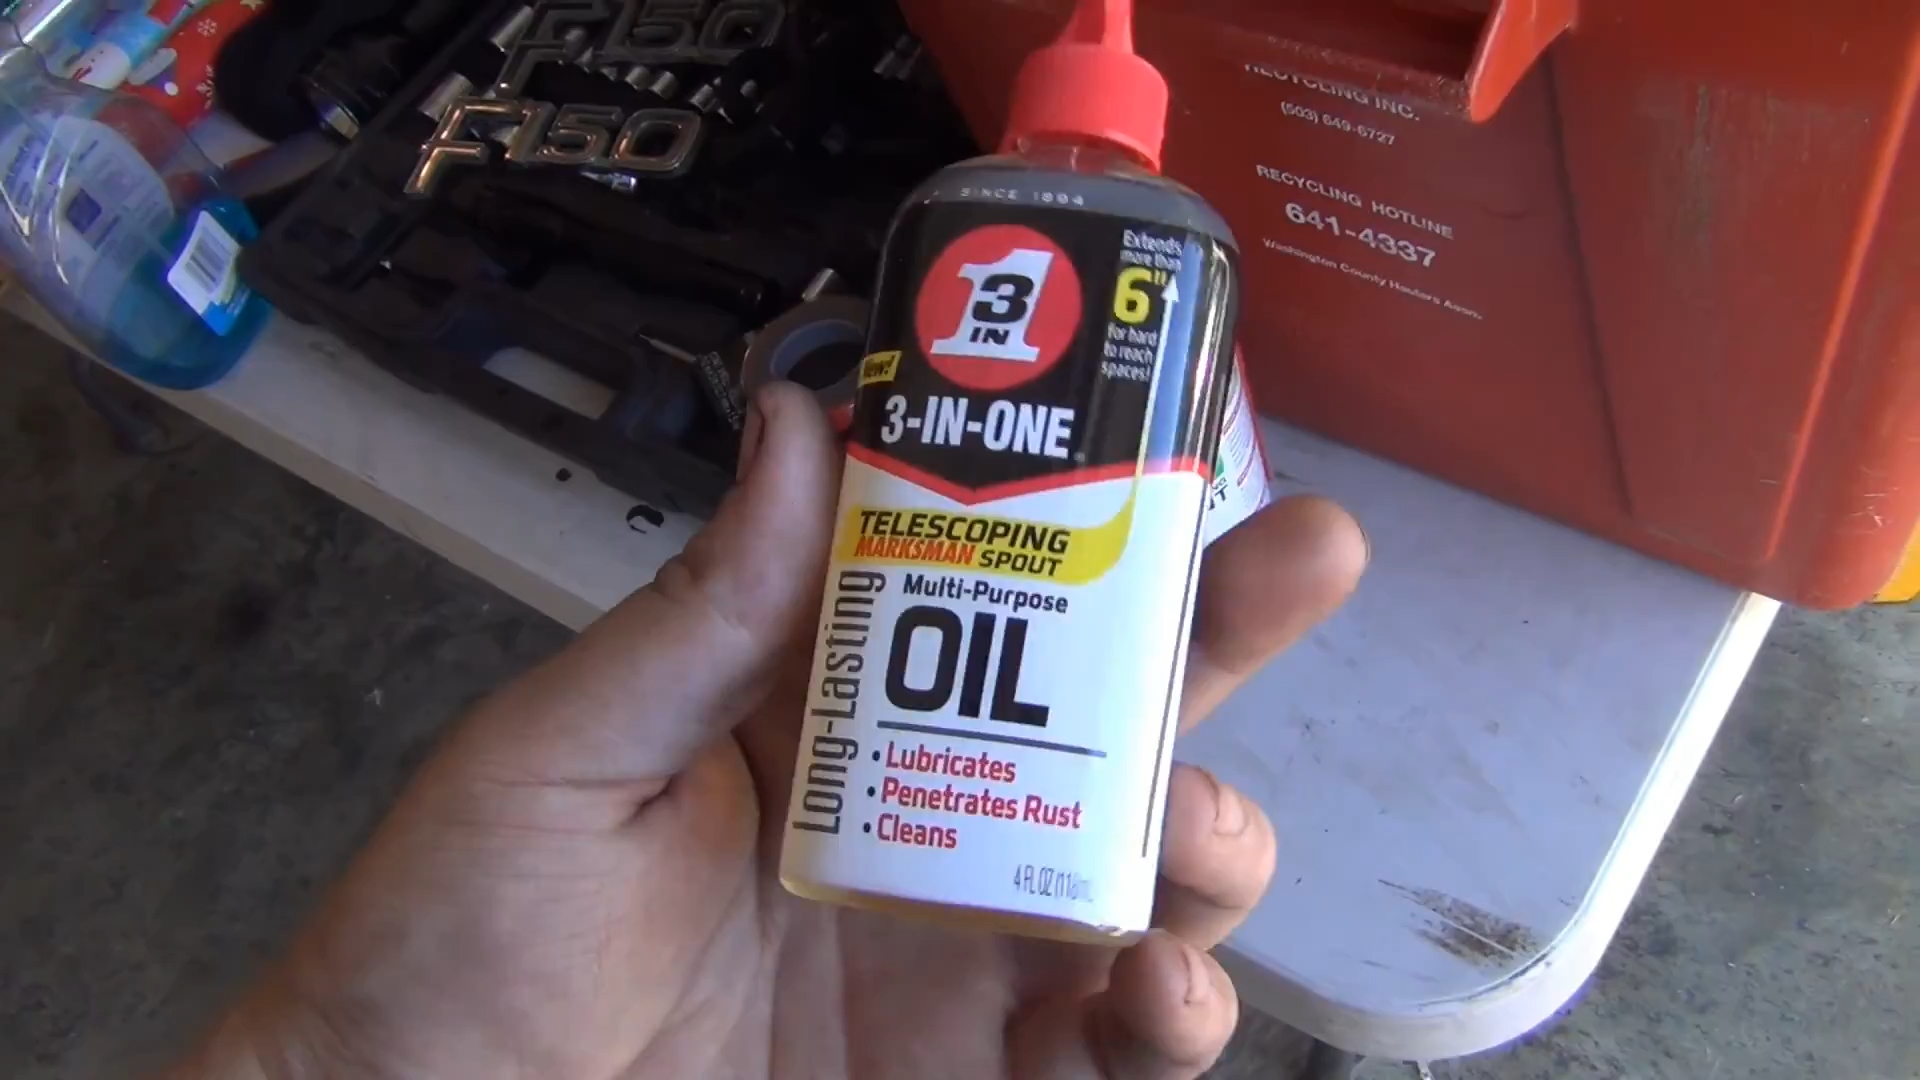 F150
F150
RECYCLING INC.
(503) 649-6727
RECYCLING HOTLINE
641-4337
Washington County Haulers Assn.
SINCE 1894
3
IN
1
Extends
more than
6"
for hard
to reach
spaces!
New!
3-IN-ONE
TELESCOPING
MARKSMAN SPOUT
Long-Lasting
Multi-Purpose
OIL
• Lubricates
• Penetrates Rust
• Cleans
4 FL OZ